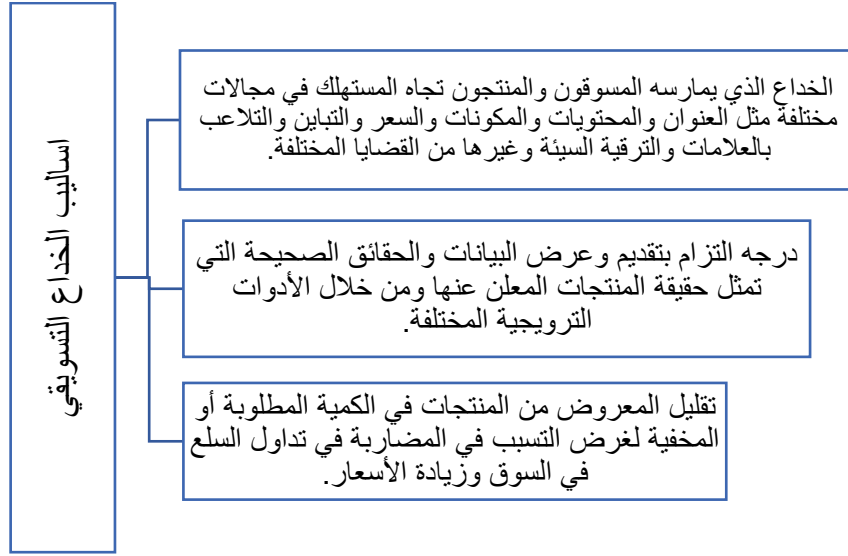 اساليب الخداع التسويقي
الخداع الذي يمارسه المسوقون والمنتجون تجاه المستهلك في مجالات
مختلفة مثل العنوان والمحتويات والمكونات والسعر والتباين والتلاعب
بالعلامات والترقية السيئة وغيرها من القضايا المختلفة.
درجه التزام بتقديم وعرض البيانات والحقائق الصحيحة التي
تمثل حقيقة المنتجات المعلن عنها ومن خلال الأدوات
الترويجية المختلفة.
تقليل المعروض من المنتجات في الكمية المطلوبة أو
المخفية لغرض التسبب في المضاربة في تداول السلع
في السوق وزيادة الأسعار.